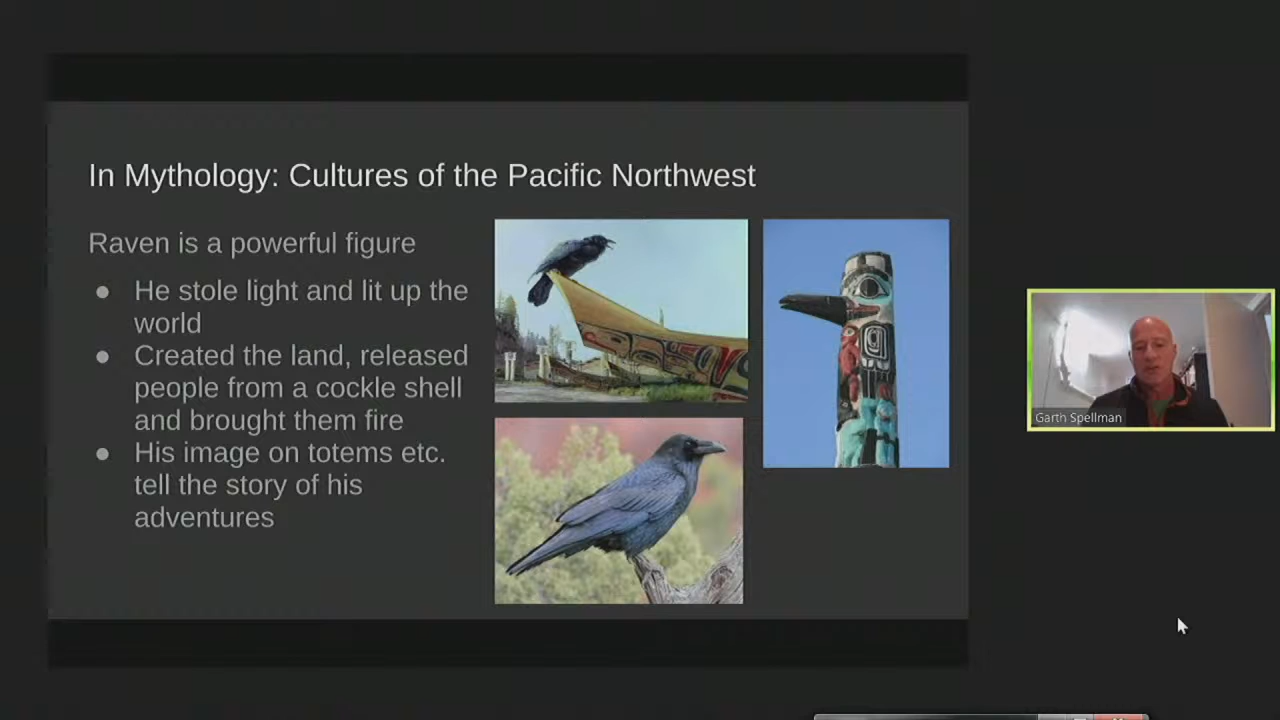 In Mythology: Cultures of the Pacific Northwest
Raven is a powerful figure
● He stole light and lit up the
world
● Created the land, released
people from a cockle shell
and brought them fire
● His image on totems etc.
tell the story of his
adventures
Garth Spellman